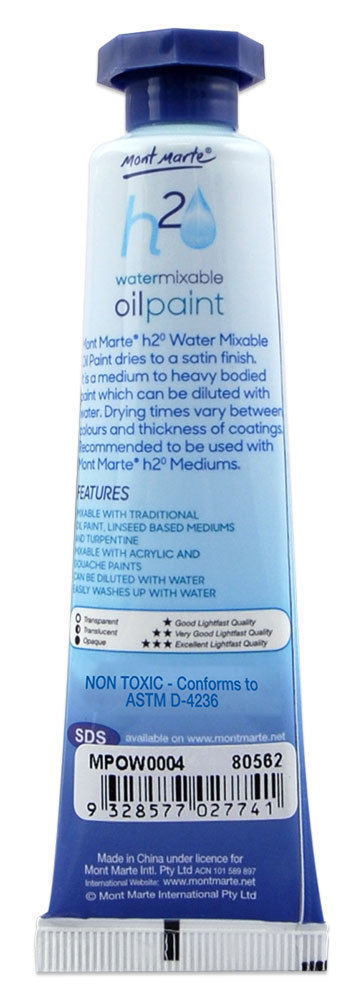 Mont Marte®
h2O
watermixable
oilpaint
Mont Marte® h2⁰ Water Mixable
Oil Paint dries to a satin finish.
It is a medium to heavy bodied
paint which can be diluted with
water. Drying times vary between
colours and thickness of coatings.
Recommended to be used with
Mont Marte® h2⁰ Mediums.
FEATURES
MIXABLE WITH TRADITIONAL
OIL PAINT, LINSEED BASED MEDIUMS
AND TURPENTINE
MIXABLE WITH ACRYLIC AND
GOUACHE PAINTS
CAN BE DILUTED WITH WATER
EASILY WASHES UP WITH WATER
Transparent ★ Good Lightfast Quality
Translucent ★★ Very Good Lightfast Quality
Opaque ★★★ Excellent Lightfast Quality
NON TOXIC - Conforms to
ASTM D-4236
SDS available on www.montmarte.net
MPOW0004 80562
9 328577 027741
Made in China under licence for
Mont Marte Intl. Pty Ltd ACN 101 589 897
International Website: www.montmarte.net
© Mont Marte International Pty Ltd